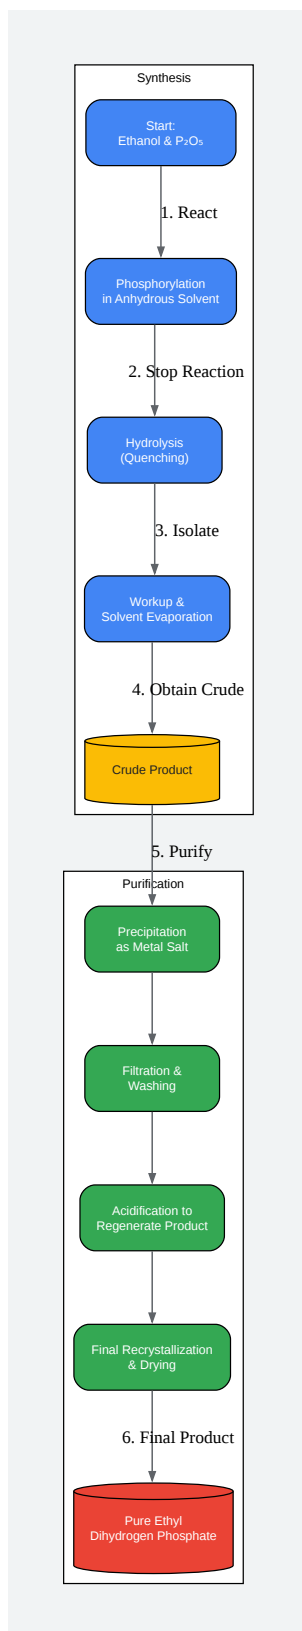 Synthesis
Start:
Ethanol & P₂O₅
1. React
Phosphorylation
in Anhydrous Solvent
2. Stop Reaction
Hydrolysis
(Quenching)
3. Isolate
Workup &
Solvent Evaporation
4. Obtain Crude
Crude Product
5. Purify
Purification
Precipitation
as Metal Salt
Filtration &
Washing
Acidification to
Regenerate Product
Final Recrystallization
& Drying
6. Final Product
Pure Ethyl
Dihydrogen Phosphate